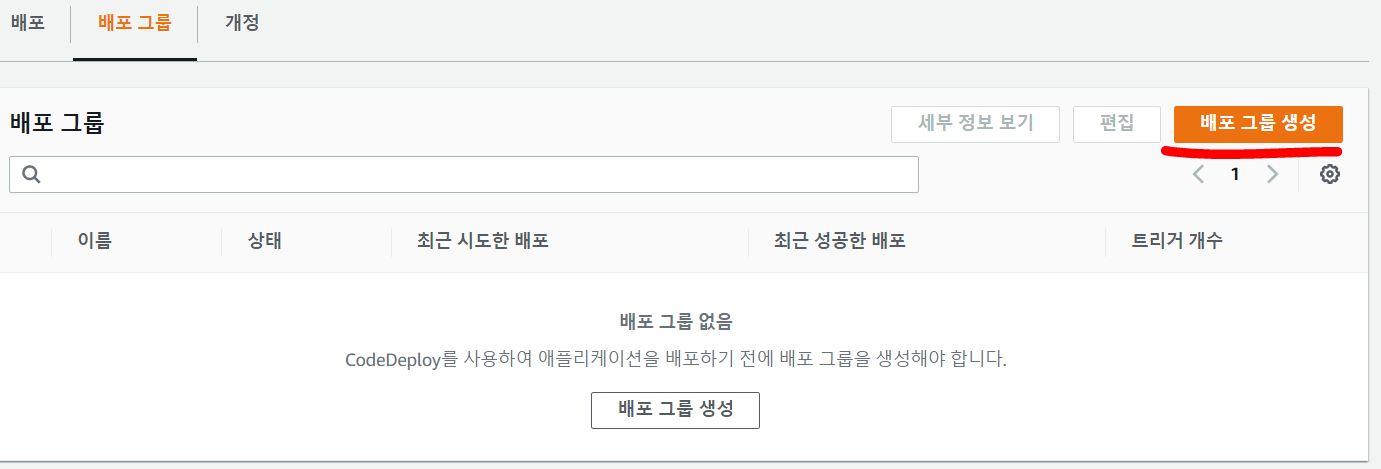 배포 배포 그룹 개정
배포 그룹 세부 정보 보기 편집 배포 그룹 생성
1
이름 상태 최근 시도한 배포 최근 성공한 배포 트리거 개수
배포 그룹 없음
CodeDeploy를 사용하여 애플리케이션을 배포하기 전에 배포 그룹을 생성해야 합니다.
배포 그룹 생성